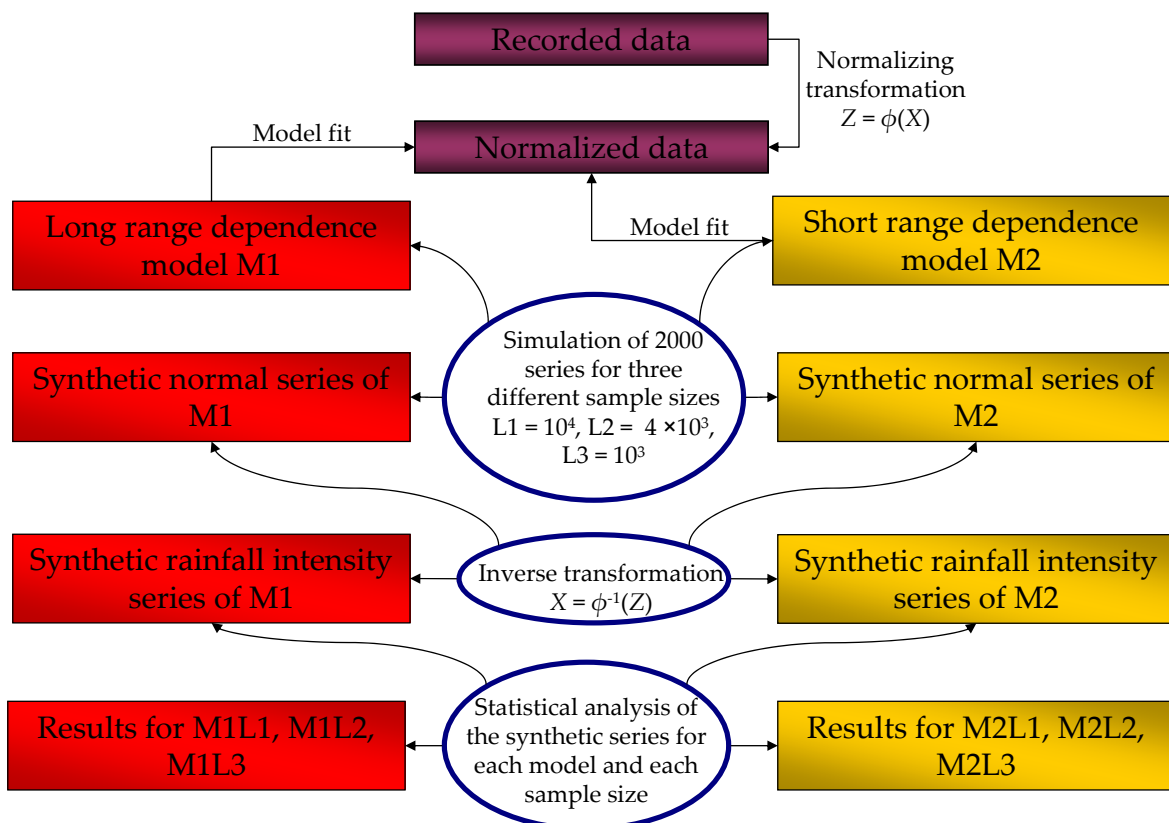 Recorded data
Normalizing
transformation
Z = ϕ(X)
Model fit
Normalized data
Long range dependence
model M1
Model fit
Short range dependence
model M2
Simulation of 2000
series for three
different sample sizes
L1 = 10⁴, L2 = 4 ×10³,
L3 = 10³
Synthetic normal series of
M1
Synthetic normal series of
M2
Synthetic rainfall intensity
series of M1
Inverse transformation
X = ϕ⁻¹(Z)
Synthetic rainfall intensity
series of M2
Statistical analysis of
the synthetic series for
each model and each
sample size
Results for M1L1, M1L2,
M1L3
Results for M2L1, M2L2,
M2L3